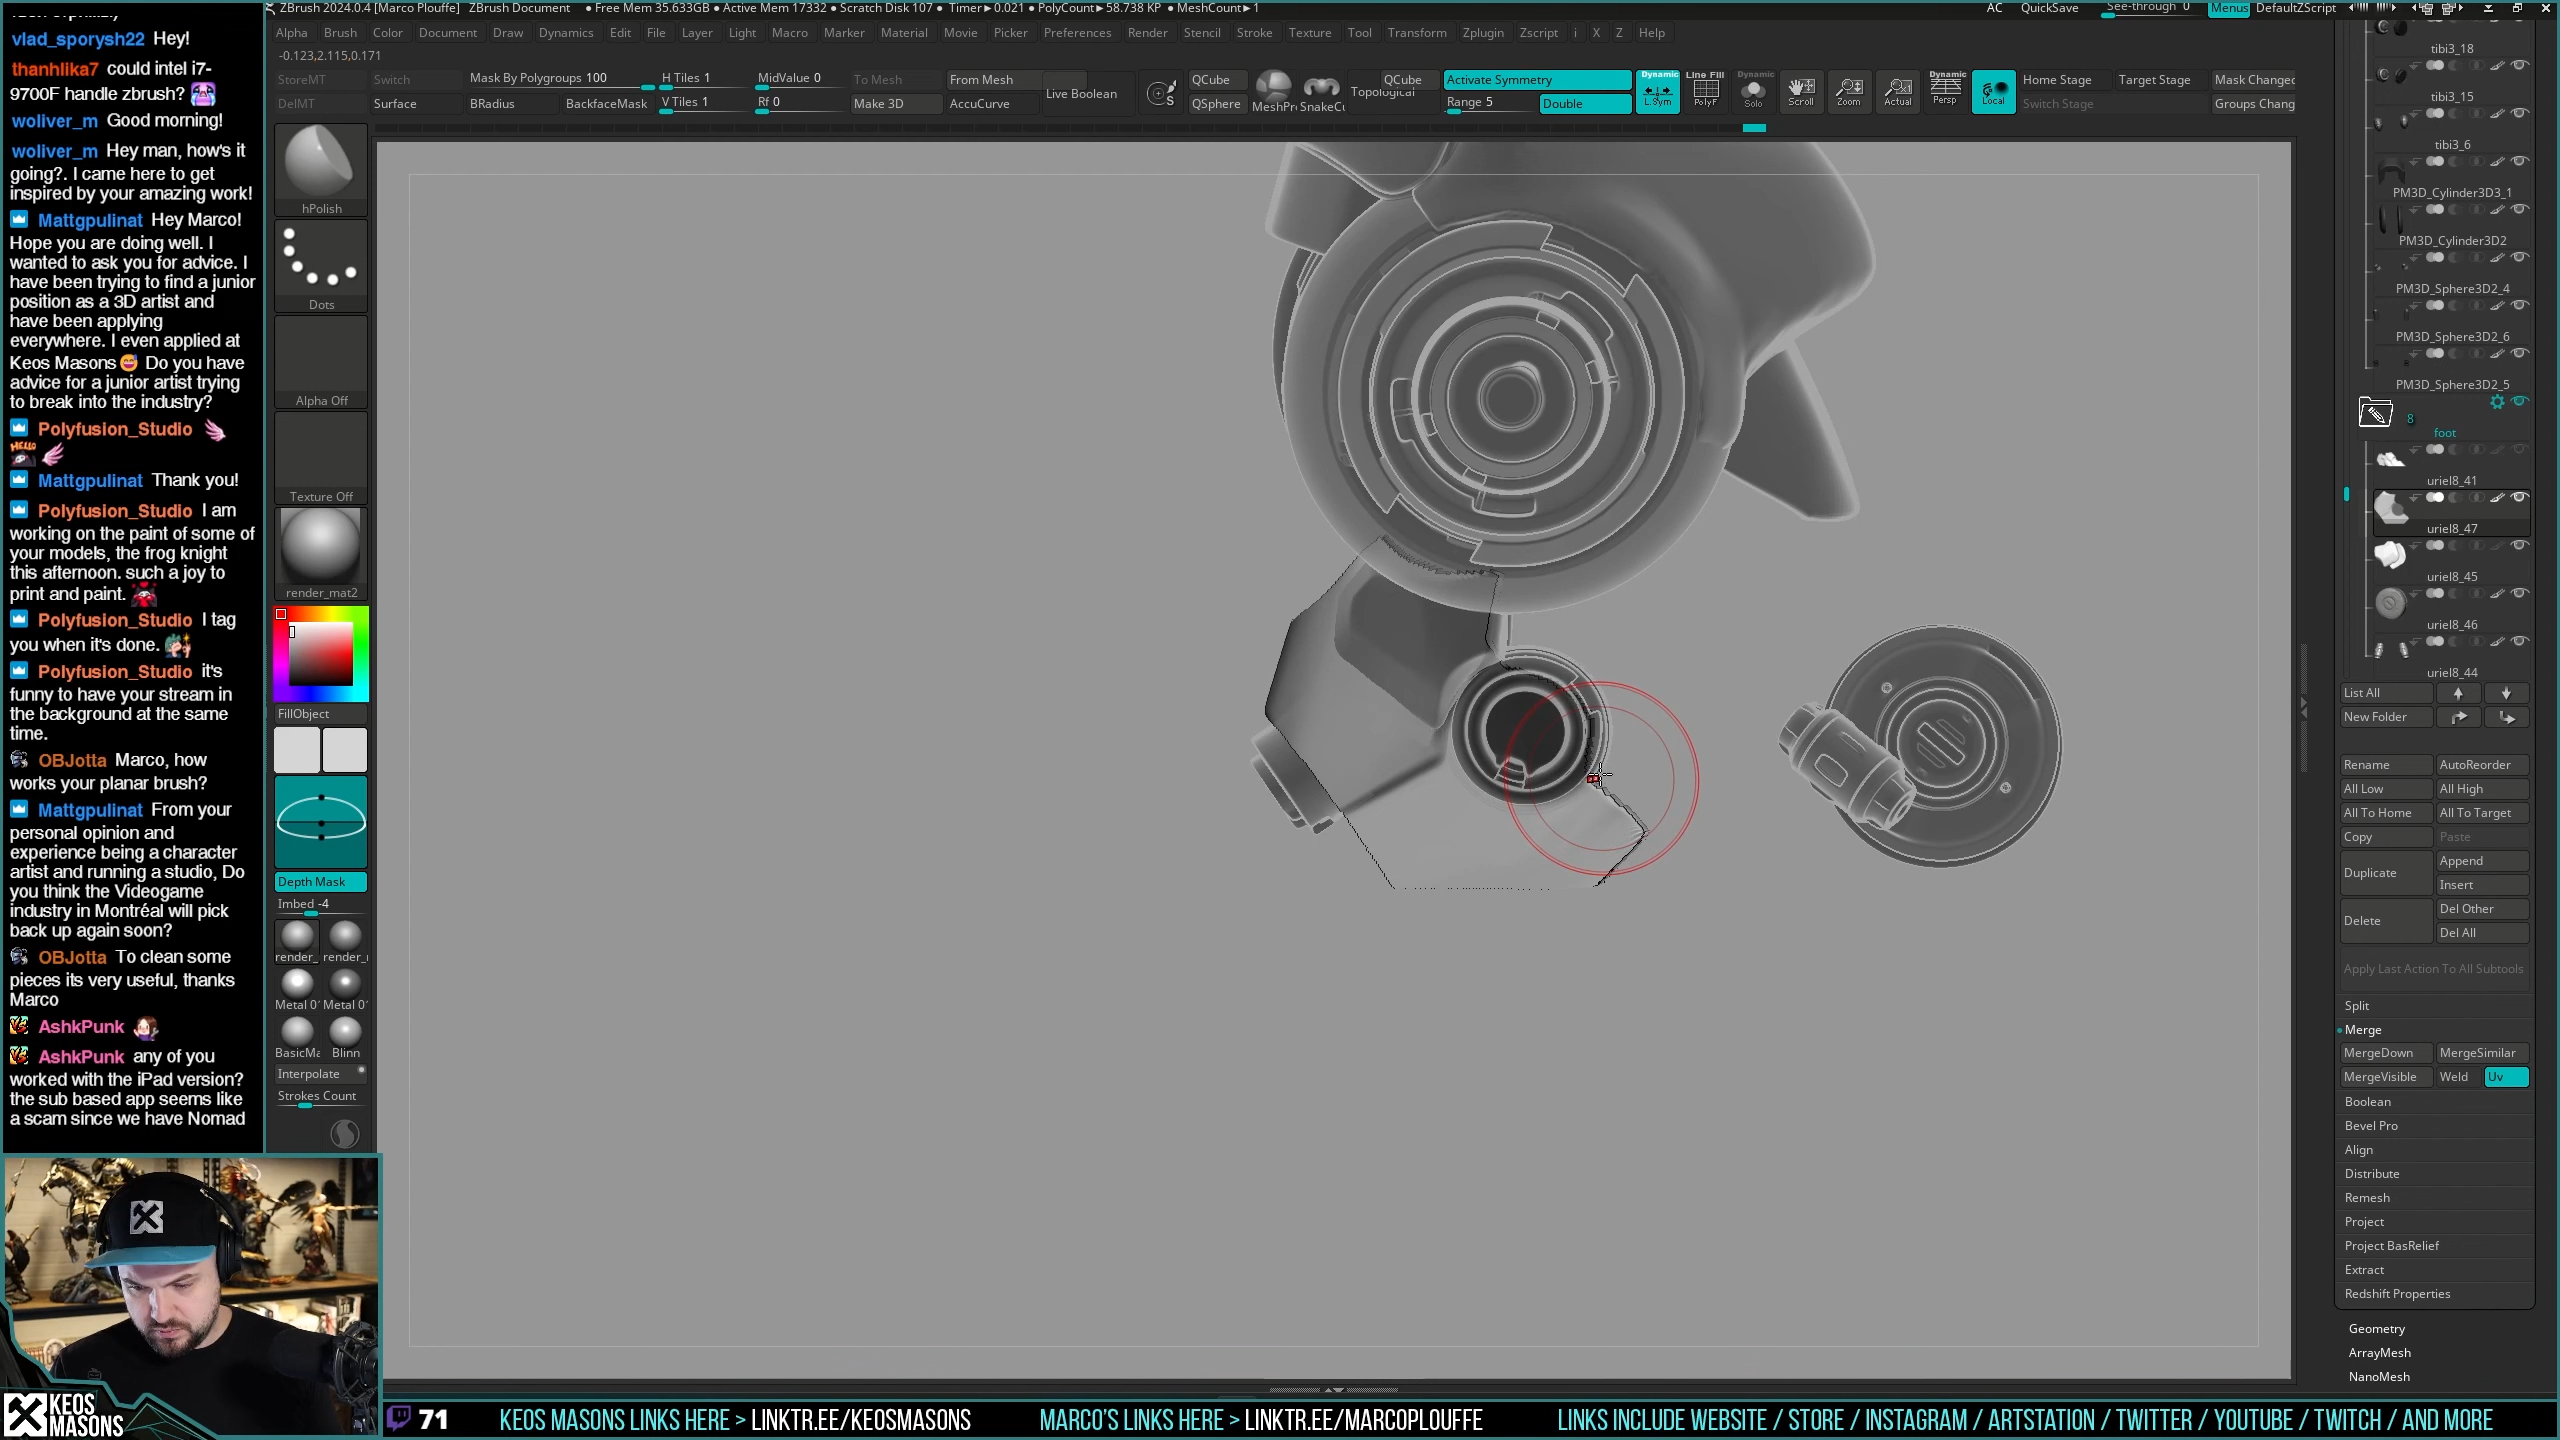 ZBrush 2024.0.4 [Marco Plouffe]   ZBrush Document   ● Free Mem 35.633GB ● Active Mem 17332 ● Scratch Disk 107 ● Timer►0.021 ● PolyCount►58.738 KP ● MeshCount►1
AC QuickSave See-through 0 Menus DefaultZScript
Alpha Brush Color Document Draw Dynamics Edit File Layer Light Macro Marker Material Movie Picker Preferences Render Stencil Stroke Texture Tool Transform Zplugin Zscript i X Z Help
-0.123,2.115,0.171
StoreMT Switch Mask By Polygroups 100 H Tiles 1 MidValue 0 To Mesh From Mesh Live Boolean QCube QCube Activate Symmetry
DelMT Surface BRadius BackfaceMask V Tiles 1 Rf 0 Make 3D AccuCurve S QSphere MeshPr SnakeCu Topological Range 5 Double
Dynamic L.Sym Line Fill PolyF Dynamic Solo Scroll Zoom Actual Dynamic Persp Local Home Stage Target Stage Mask Changed
Switch Stage Groups Chang
vlad_sporysh22 Hey!
thanhlika7 could intel i7-
9700F handle zbrush?
woliver_m Good morning!
woliver_m Hey man, how's it
going?. I came here to get
inspired by your amazing work!
Mattgpulinat Hey Marco!
Hope you are doing well. I
wanted to ask you for advice. I
have been trying to find a junior
position as a 3D artist and
have been applying
everywhere. I even applied at
Keos Masons Do you have
advice for a junior artist trying
to break into the industry?
Polyfusion_Studio
HELLO
Mattgpulinat Thank you!
Polyfusion_Studio I am
working on the paint of some of
your models, the frog knight
this afternoon. such a joy to
print and paint.
Polyfusion_Studio I tag
you when it's done.
Polyfusion_Studio it's
funny to have your stream in
the background at the same
time.
OBJotta Marco, how
works your planar brush?
Mattgpulinat From your
personal opinion and
experience being a character
artist and running a studio, Do
you think the Videogame
industry in Montréal will pick
back up again soon?
OBJotta To clean some
pieces its very useful, thanks
Marco
AshkPunk
AshkPunk any of you
worked with the iPad version?
the sub based app seems like
a scam since we have Nomad
hPolish
Dots
Alpha Off
Texture Off
render_mat2
FillObject
Depth Mask
Imbed -4
render_ render_r
Metal 0 Metal 0
BasicMa Blinn
Interpolate
Strokes Count
tibi3_18
tibi3_15
tibi3_6
PM3D_Cylinder3D3_1
PM3D_Cylinder3D2
PM3D_Sphere3D2_4
PM3D_Sphere3D2_6
PM3D_Sphere3D2_5
8
foot
uriel8_41
uriel8_47
uriel8_45
uriel8_46
uriel8_44
List All
New Folder
Rename AutoReorder
All Low All High
All To Home All To Target
Copy Paste
Duplicate Append
Insert
Delete Del Other
Del All
Apply Last Action To All Subtools
Split
Merge
MergeDown MergeSimilar
MergeVisible Weld Uv
Boolean
Bevel Pro
Align
Distribute
Remesh
Project
Project BasRelief
Extract
Redshift Properties
Geometry
ArrayMesh
NanoMesh
KEOS
MASONS
71 KEOS MASONS LINKS HERE > LINKTR.EE/KEOSMASONS MARCO'S LINKS HERE > LINKTR.EE/MARCOPLOUFFE LINKS INCLUDE WEBSITE / STORE / INSTAGRAM / ARTSTATION / TWITTER / YOUTUBE / TWITCH / AND MORE